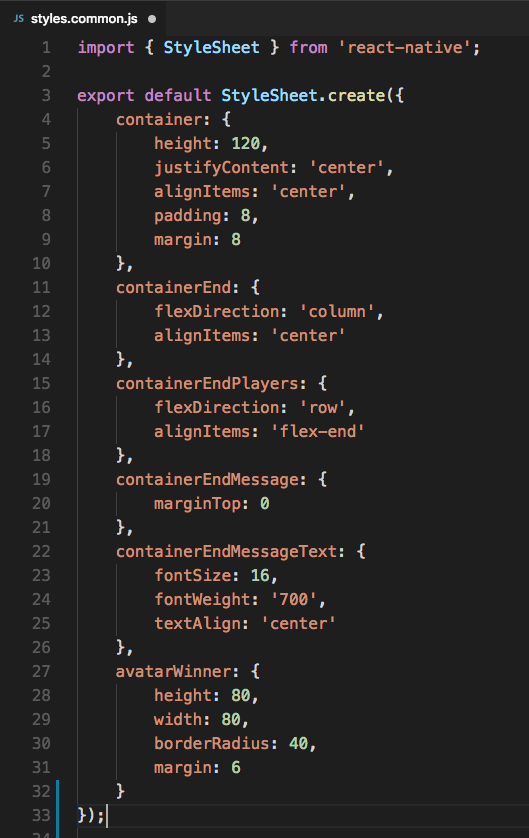 JS styles.common.js
1 import { StyleSheet } from 'react-native';
2
3 export default StyleSheet.create({
4     container: {
5         height: 120,
6         justifyContent: 'center',
7         alignItems: 'center',
8         padding: 8,
9         margin: 8
10     },
11     containerEnd: {
12         flexDirection: 'column',
13         alignItems: 'center'
14     },
15     containerEndPlayers: {
16         flexDirection: 'row',
17         alignItems: 'flex-end'
18     },
19     containerEndMessage: {
20         marginTop: 0
21     },
22     containerEndMessageText: {
23         fontSize: 16,
24         fontWeight: '700',
25         textAlign: 'center'
26     },
27     avatarWinner: {
28         height: 80,
29         width: 80,
30         borderRadius: 40,
31         margin: 6
32     }
33 });